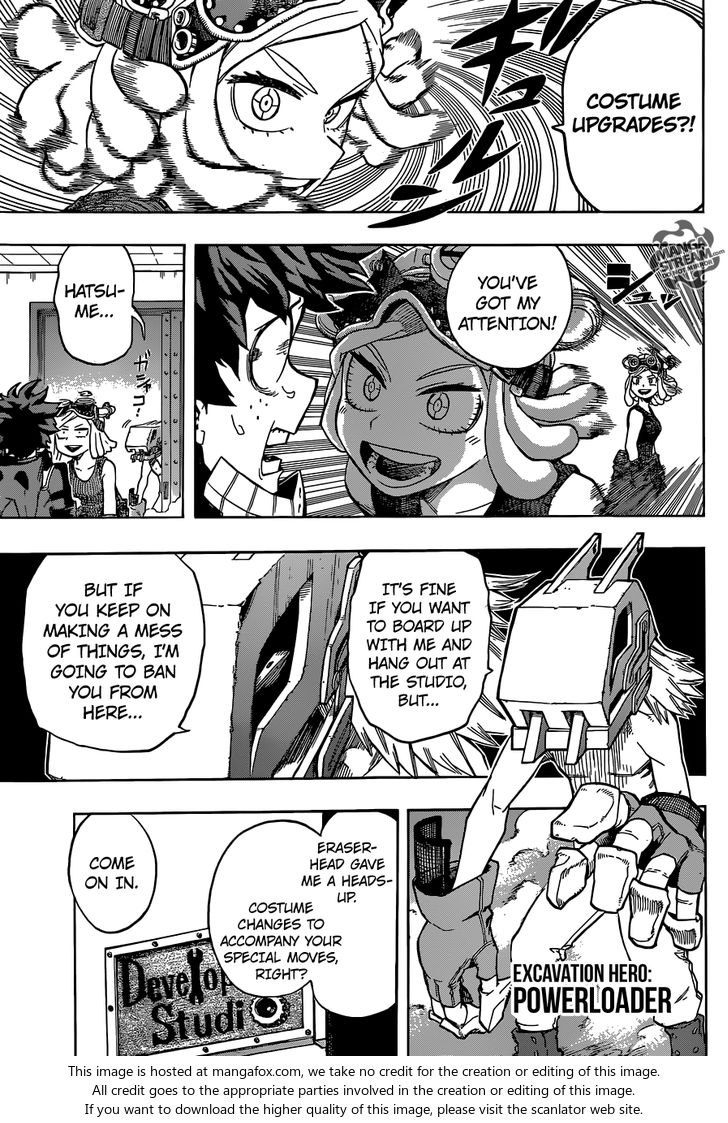 COSTUME
UPGRADES?!
ギュルン
MANGA
STREAM
YOU'VE
GOT MY
ATTENTION!
HATSU-
ME...
IT'S FINE
IF YOU WANT
TO BOARD UP
WITH ME AND
HANG OUT AT
THE STUDIO,
BUT...
BUT IF
YOU KEEP ON
MAKING A MESS
OF THINGS, I'M
GOING TO BAN
YOU FROM
HERE...
EXCAVATION HERO:
POWERLOADER
ERASER-
HEAD GAVE
ME A HEADS-
UP.
COSTUME
CHANGES TO
ACCOMPANY YOUR
SPECIAL MOVES,
RIGHT?
COME
ON IN.
Develop
Studi
This image is hosted at mangafox.com, we take no credit for the creation or editing of this image.
All credit goes to the appropriate parties involved in the creation or editing of this image.
If you want to download the higher quality of this image, please visit the scanlator web site.